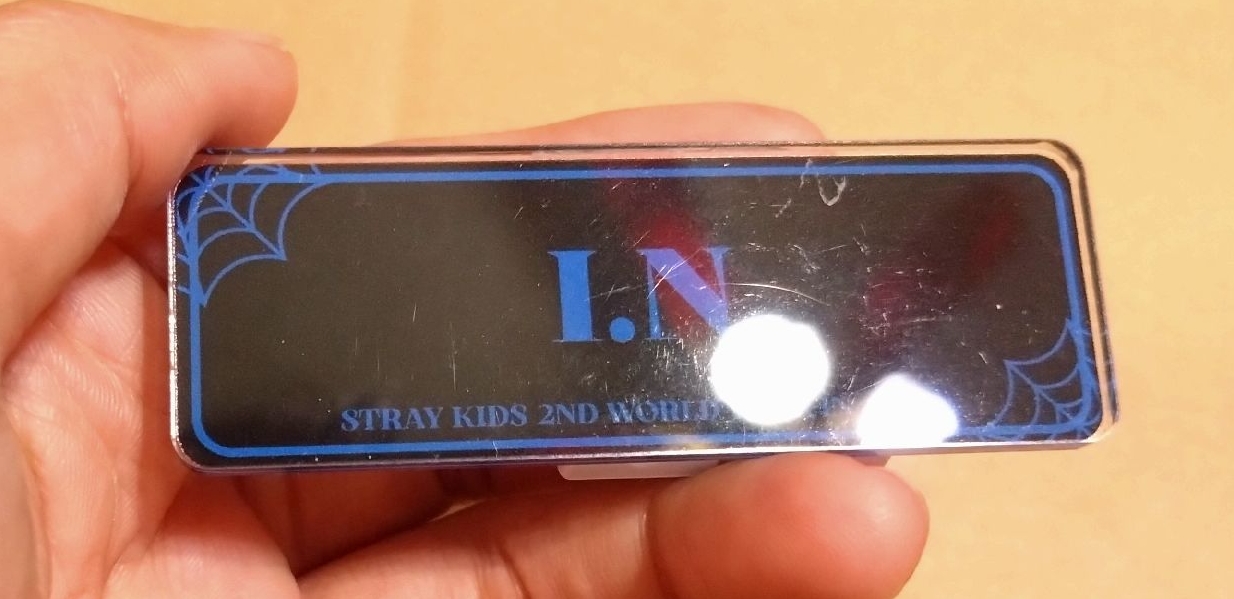 I.N
STRAY KIDS 2ND WORLD